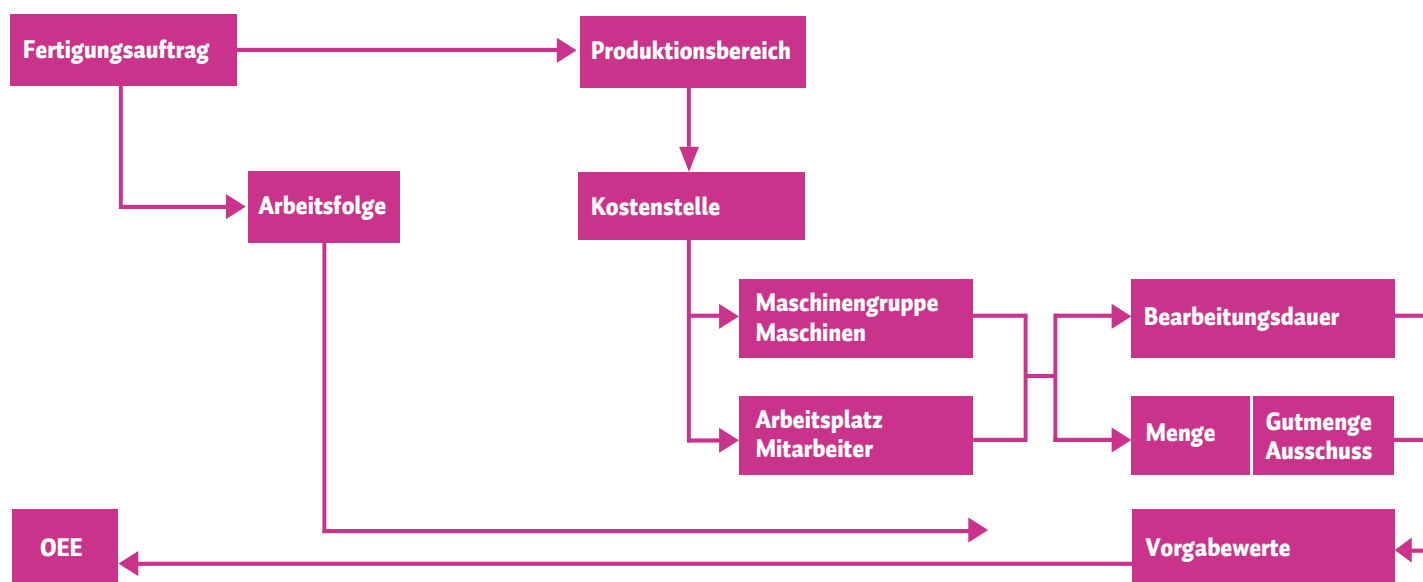 Fertigungsauftrag
Produktionsbereich
Arbeitsfolge
Kostenstelle
Maschinengruppe
Maschinen
Bearbeitungsdauer
Arbeitsplatz
Mitarbeiter
Menge
Gutmenge
Ausschuss
OEE
Vorgabewerte